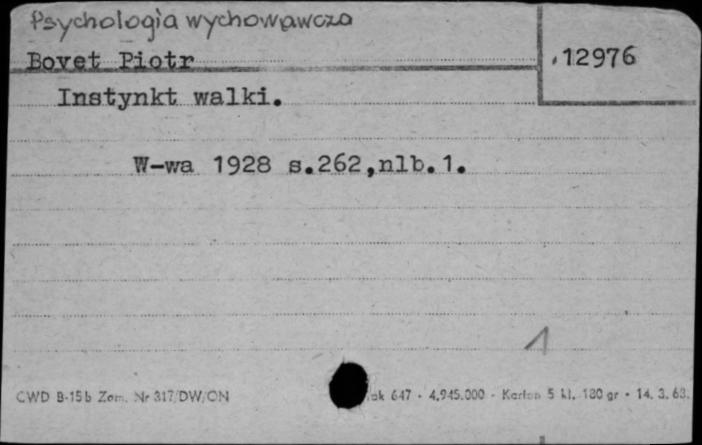 Psychologia wychowawcza
Bovet Piotr
12976
Instynkt walki.
W-wa 1928 s.262,nlb.1.
1
CWD B-15b Zam. Nr 317/DW/ON 647 - 4.945.000 - Karton 5 kl. 180 gr - 14. 3. 63.